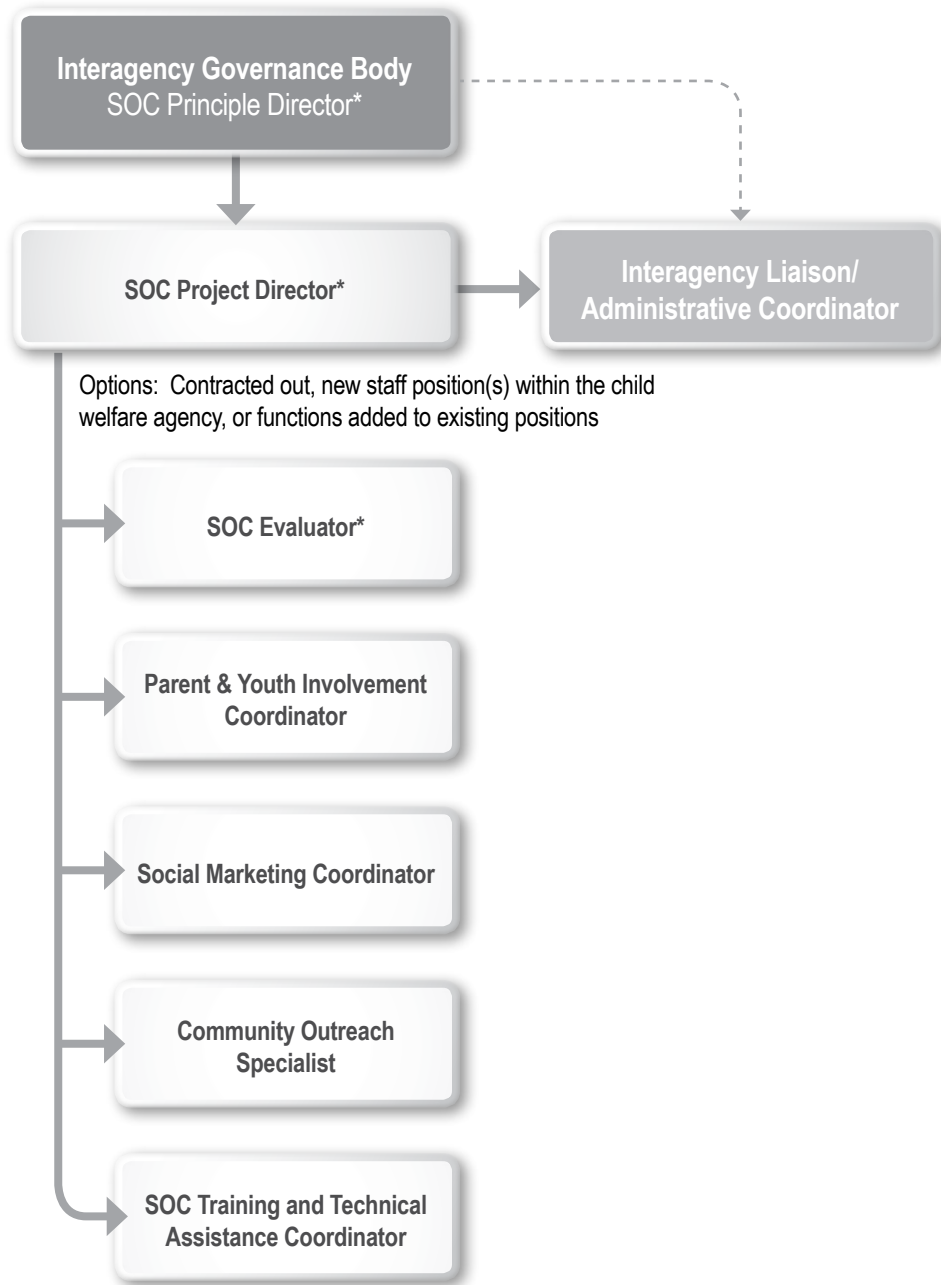 Interagency Governance Body
SOC Principle Director*
SOC Project Director*
Interagency Liaison/
Administrative Coordinator
Options: Contracted out, new staff position(s) within the child
welfare agency, or functions added to existing positions
SOC Evaluator*
Parent & Youth Involvement
Coordinator
Social Marketing Coordinator
Community Outreach
Specialist
SOC Training and Technical
Assistance Coordinator